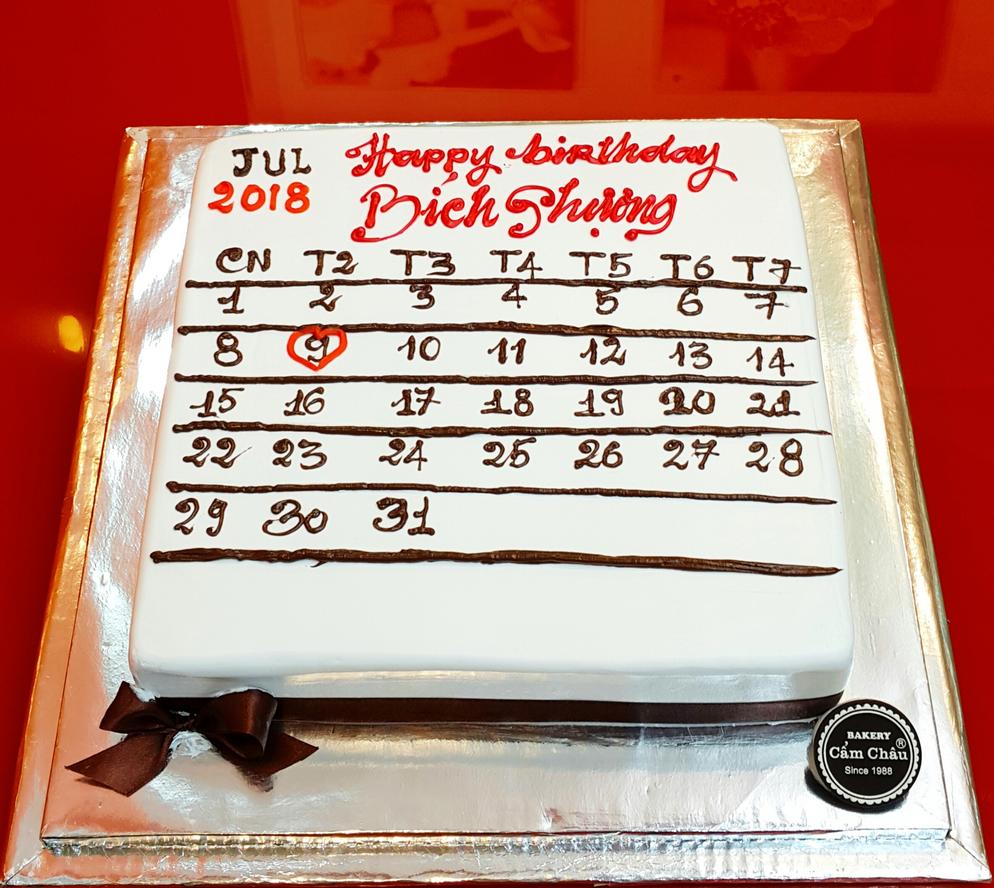 JUL Happy birthday
2018 Bích Phượng
CN T2 T3 T4 T5 T6 T7
1 2 3 4 5 6 7
8 9 10 11 12 13 14
15 16 17 18 19 20 21
22 23 24 25 26 27 28
29 30 31
BAKERY
Cẩm Châu ®
Since 1988